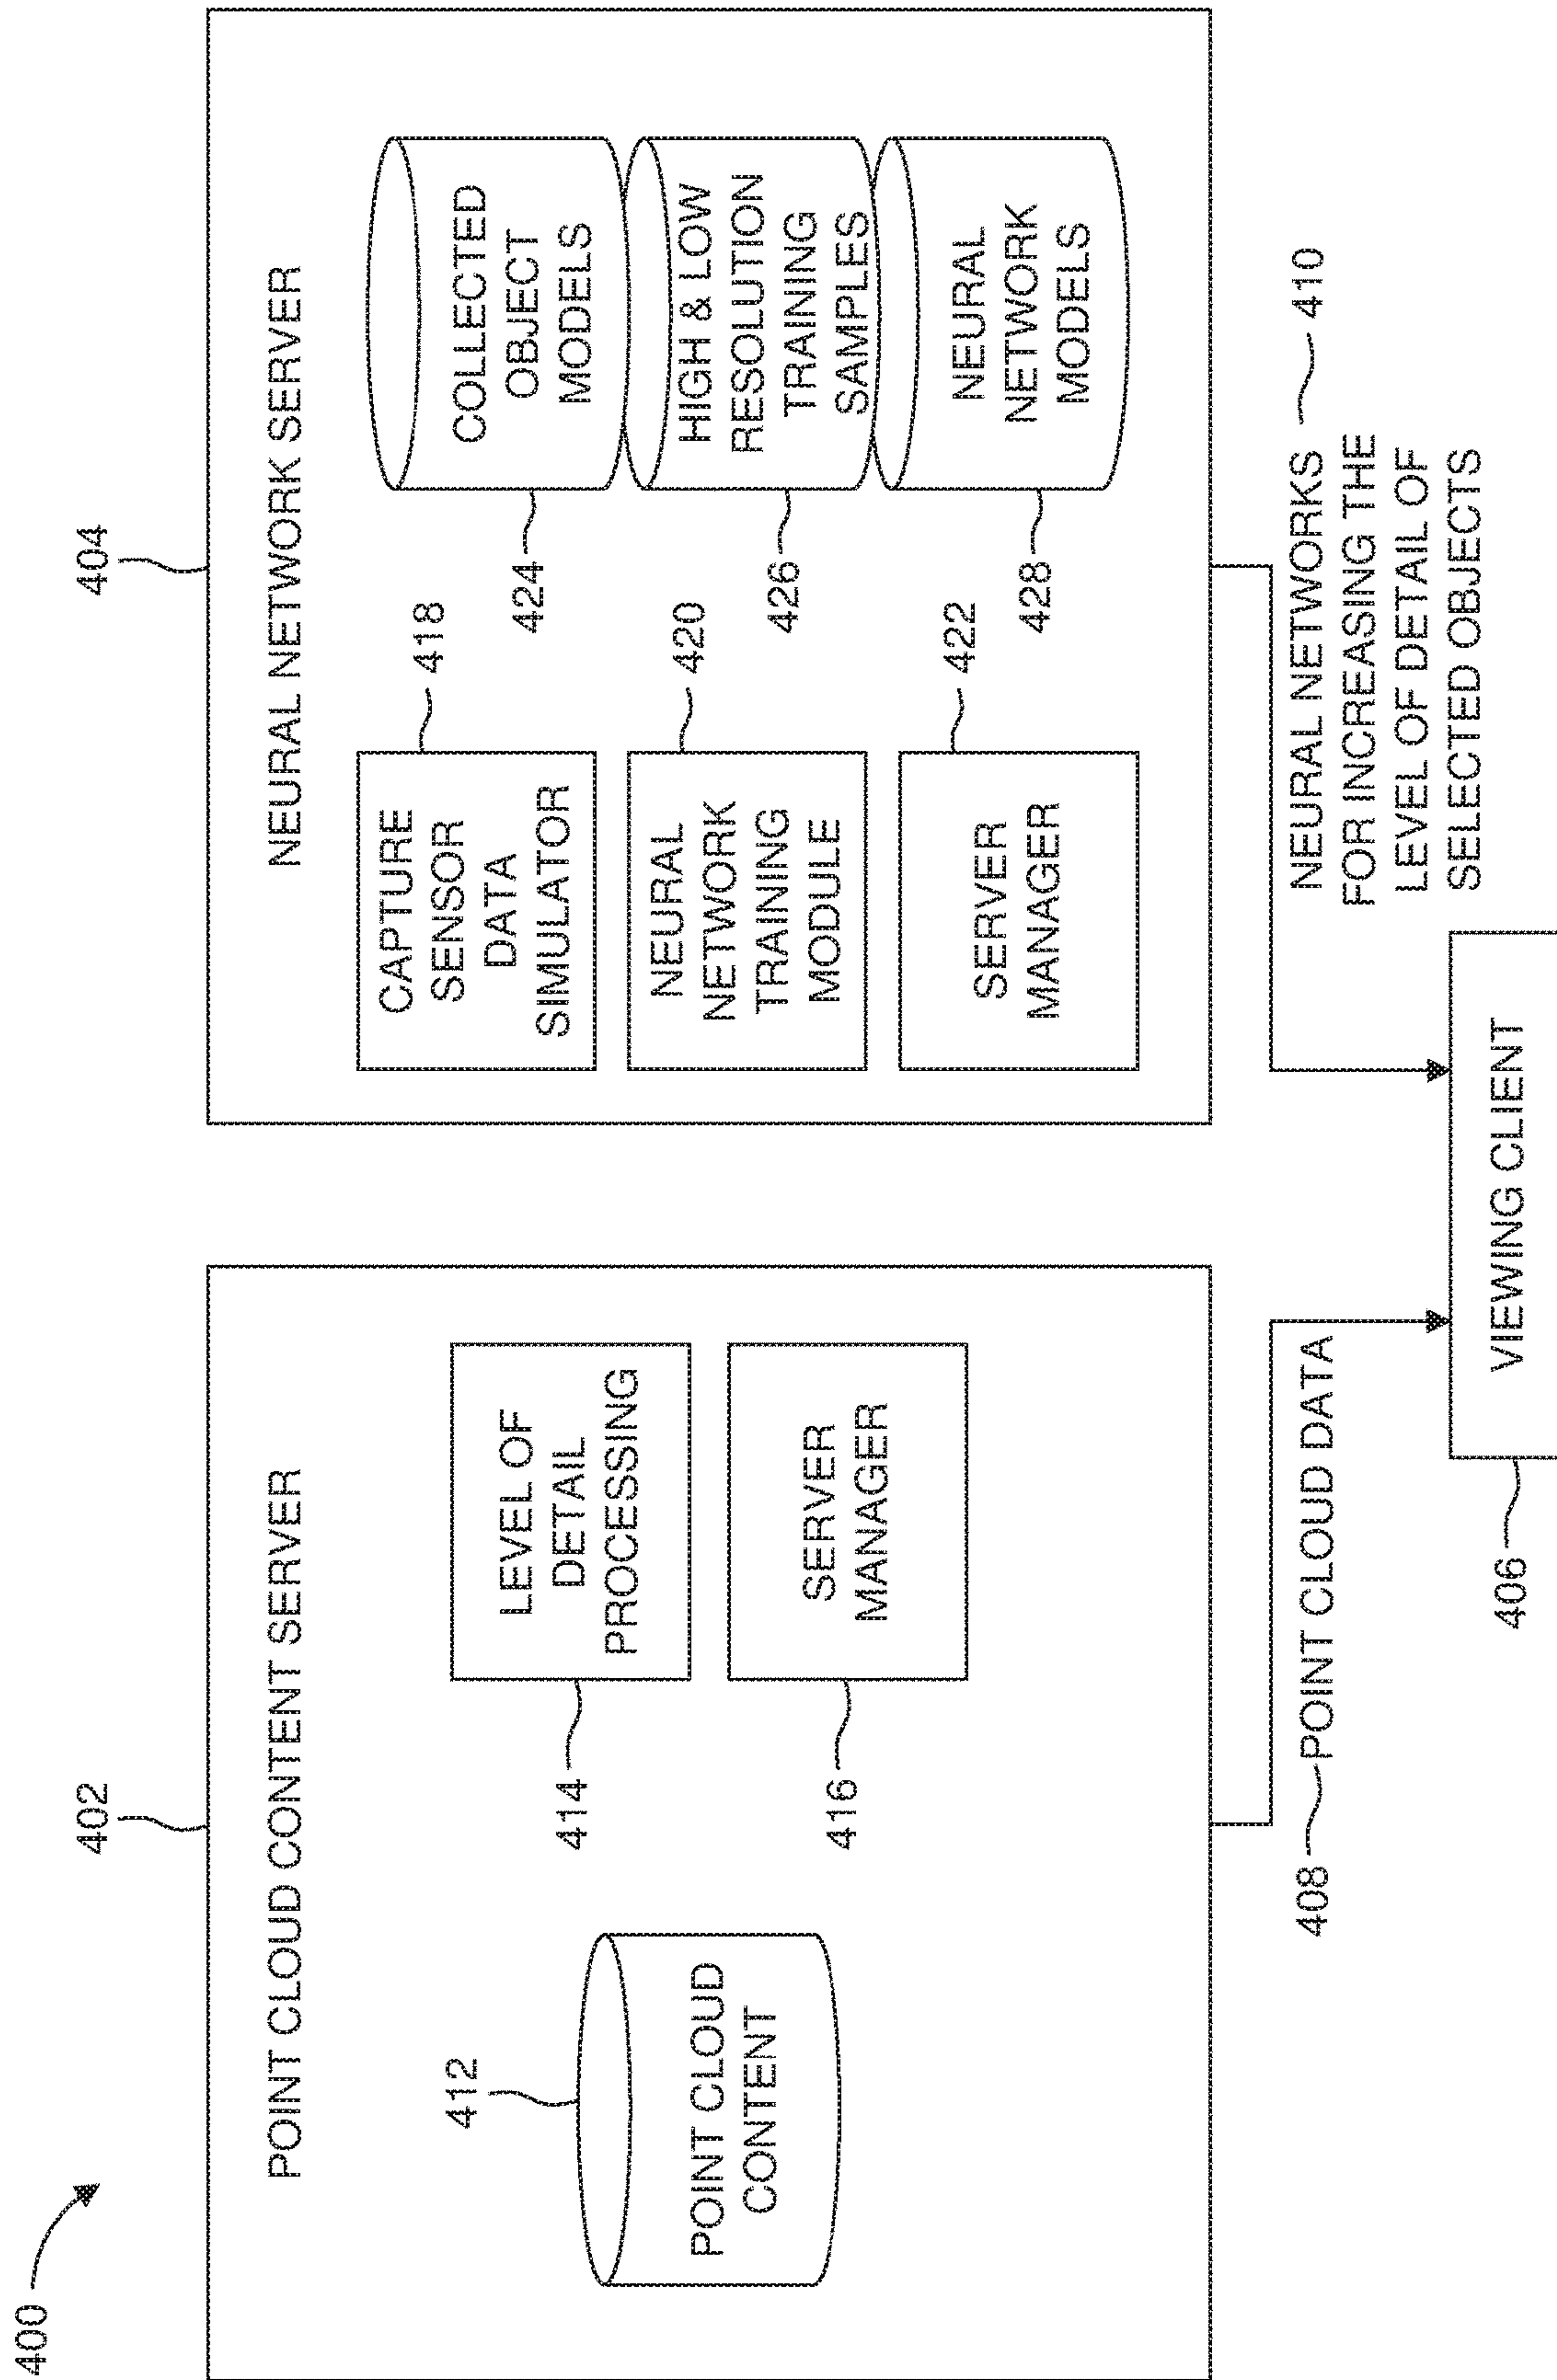 400
402
POINT CLOUD CONTENT SERVER
412
POINT CLOUD
CONTENT
LEVEL OF
DETAIL
PROCESSING
414
SERVER
MANAGER
416
404
NEURAL NETWORK SERVER
CAPTURE
SENSOR
DATA
SIMULATOR
418
NEURAL
NETWORK
TRAINING
MODULE
420
SERVER
MANAGER
422
COLLECTED
OBJECT
MODELS
424
HIGH & LOW
RESOLUTION
TRAINING
SAMPLES
426
NEURAL
NETWORK
MODELS
428
408
POINT CLOUD DATA
NEURAL NETWORKS
410
FOR INCREASING THE
LEVEL OF DETAIL OF
SELECTED OBJECTS
VIEWING CLIENT
406